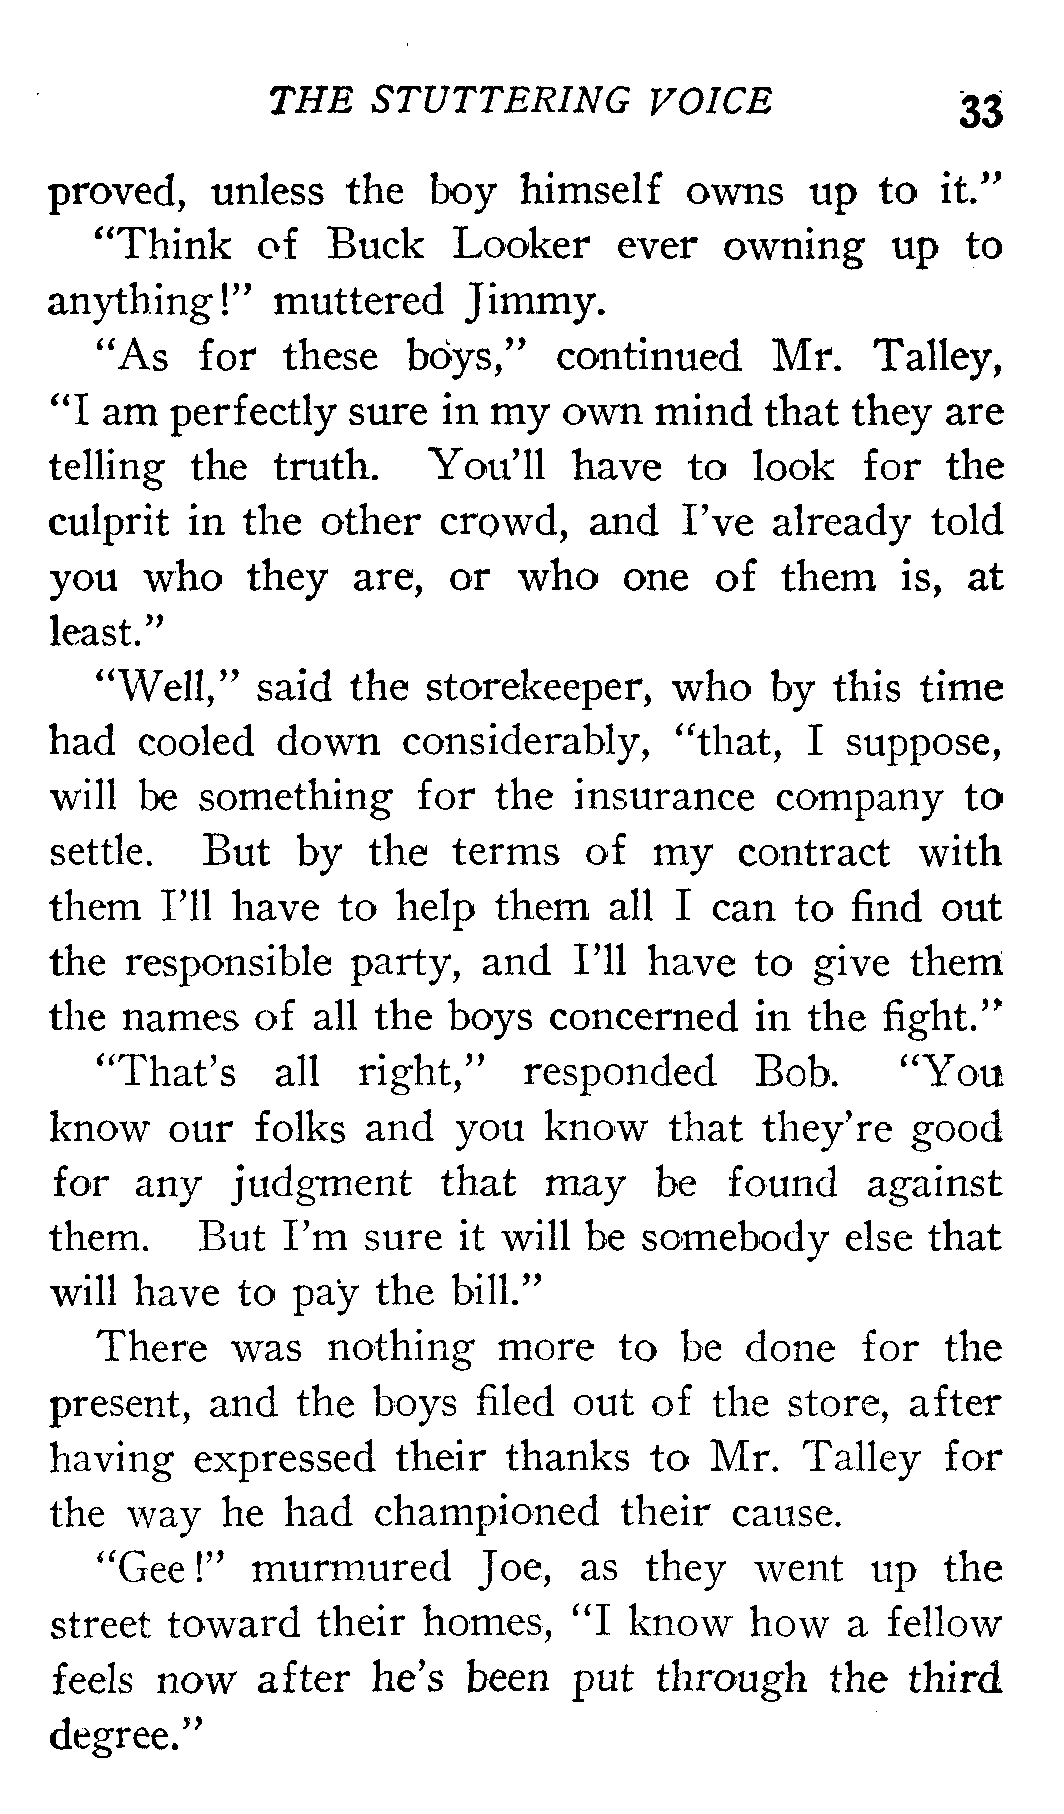 THE STUTTERING VOICE 33
proved, unless the boy himself owns up to it.”
“Think of Buck Looker ever owning up to
anything!” muttered Jimmy.
“As for these boys,” continued Mr. Talley,
“I am perfectly sure in my own mind that they are
telling the truth. You’ll have to look for the
culprit in the other crowd, and I’ve already told
you who they are, or who one of them is, at
least.”
“Well,” said the storekeeper, who by this time
had cooled down considerably, “that, I suppose,
will be something for the insurance company to
settle. But by the terms of my contract with
them I’ll have to help them all I can to find out
the responsible party, and I’ll have to give them
the names of all the boys concerned in the fight.”
“That’s all right,” responded Bob. “You
know our folks and you know that they’re good
for any judgment that may be found against
them. But I’m sure it will be somebody else that
will have to pay the bill.”
There was nothing more to be done for the
present, and the boys filed out of the store, after
having expressed their thanks to Mr. Talley for
the way he had championed their cause.
“Gee!” murmured Joe, as they went up the
street toward their homes, “I know how a fellow
feels now after he’s been put through the third
degree.”